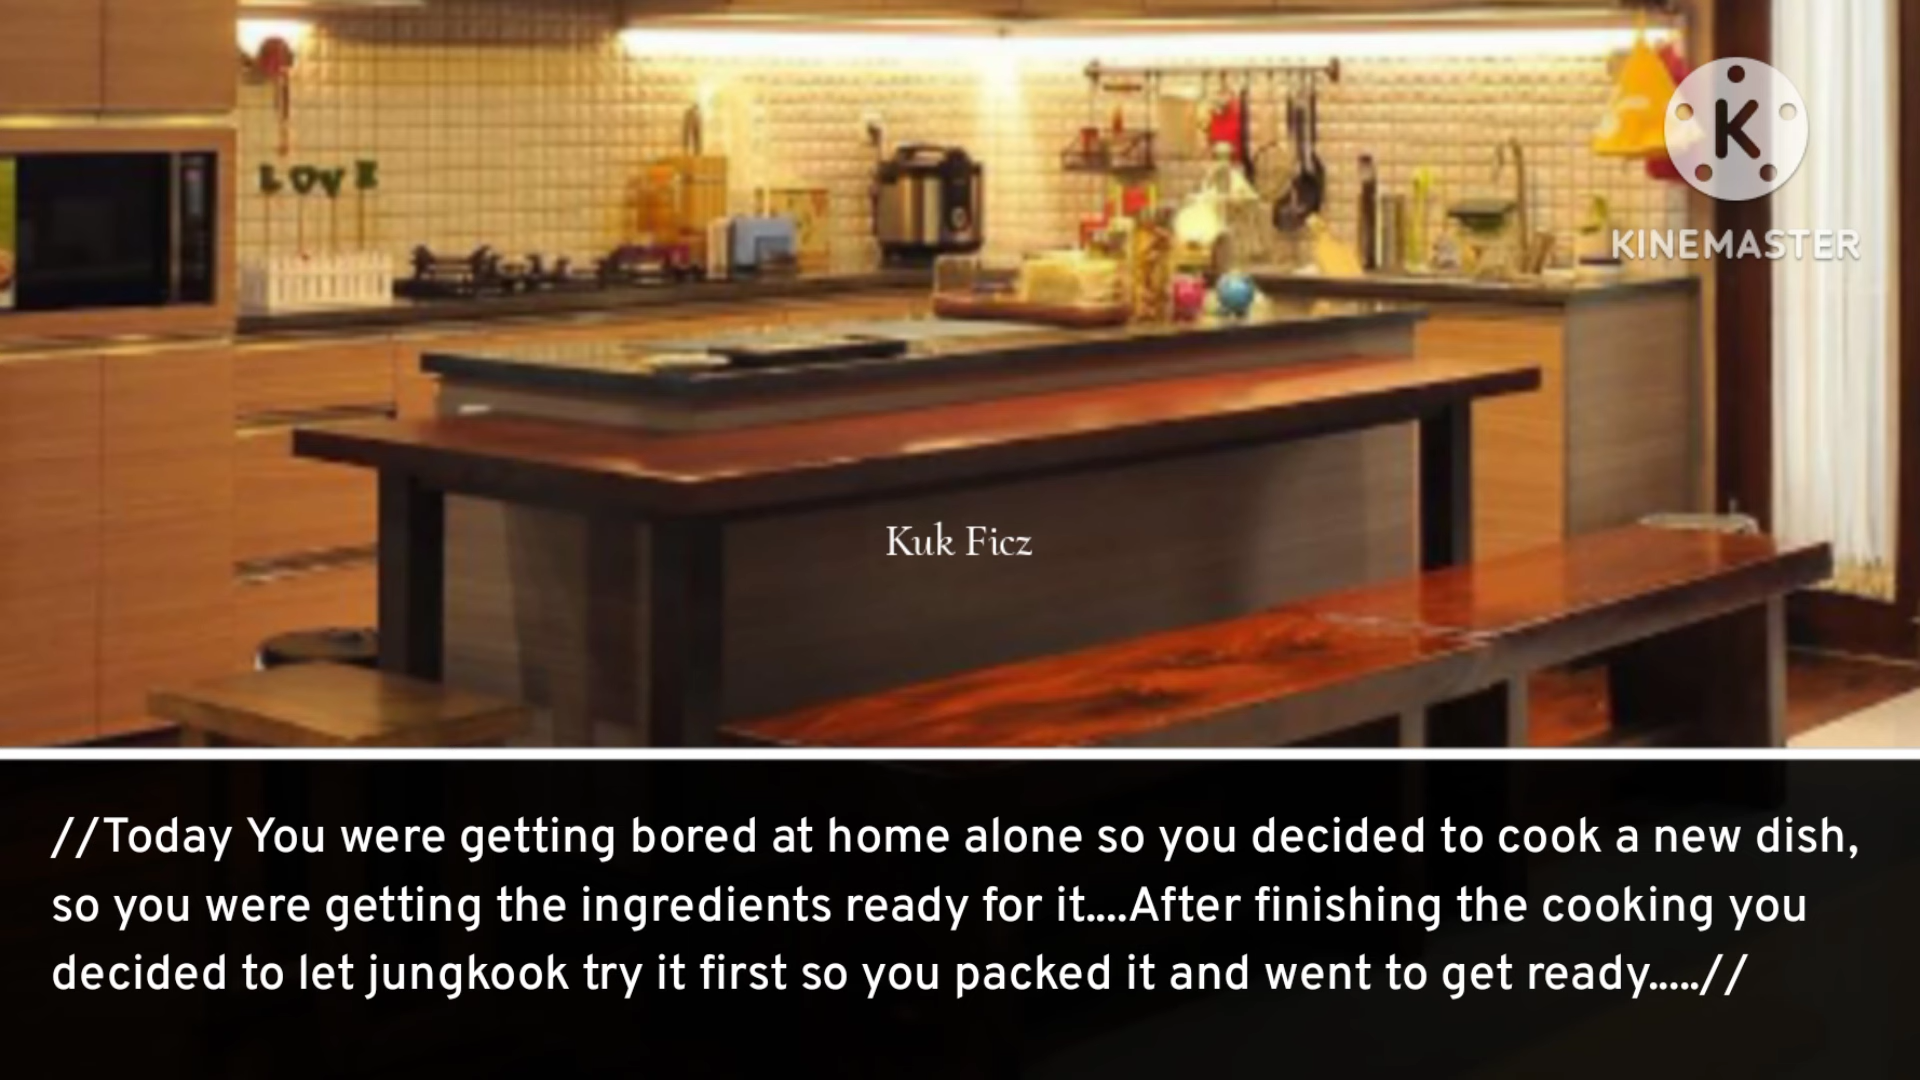 LOVE
K
KINEMASTER
Kuk Ficz
//Today You were getting bored at home alone so you decided to cook a new dish,
so you were getting the ingredients ready for it....After finishing the cooking you
decided to let jungkook try it first so you packed it and went to get ready.....//